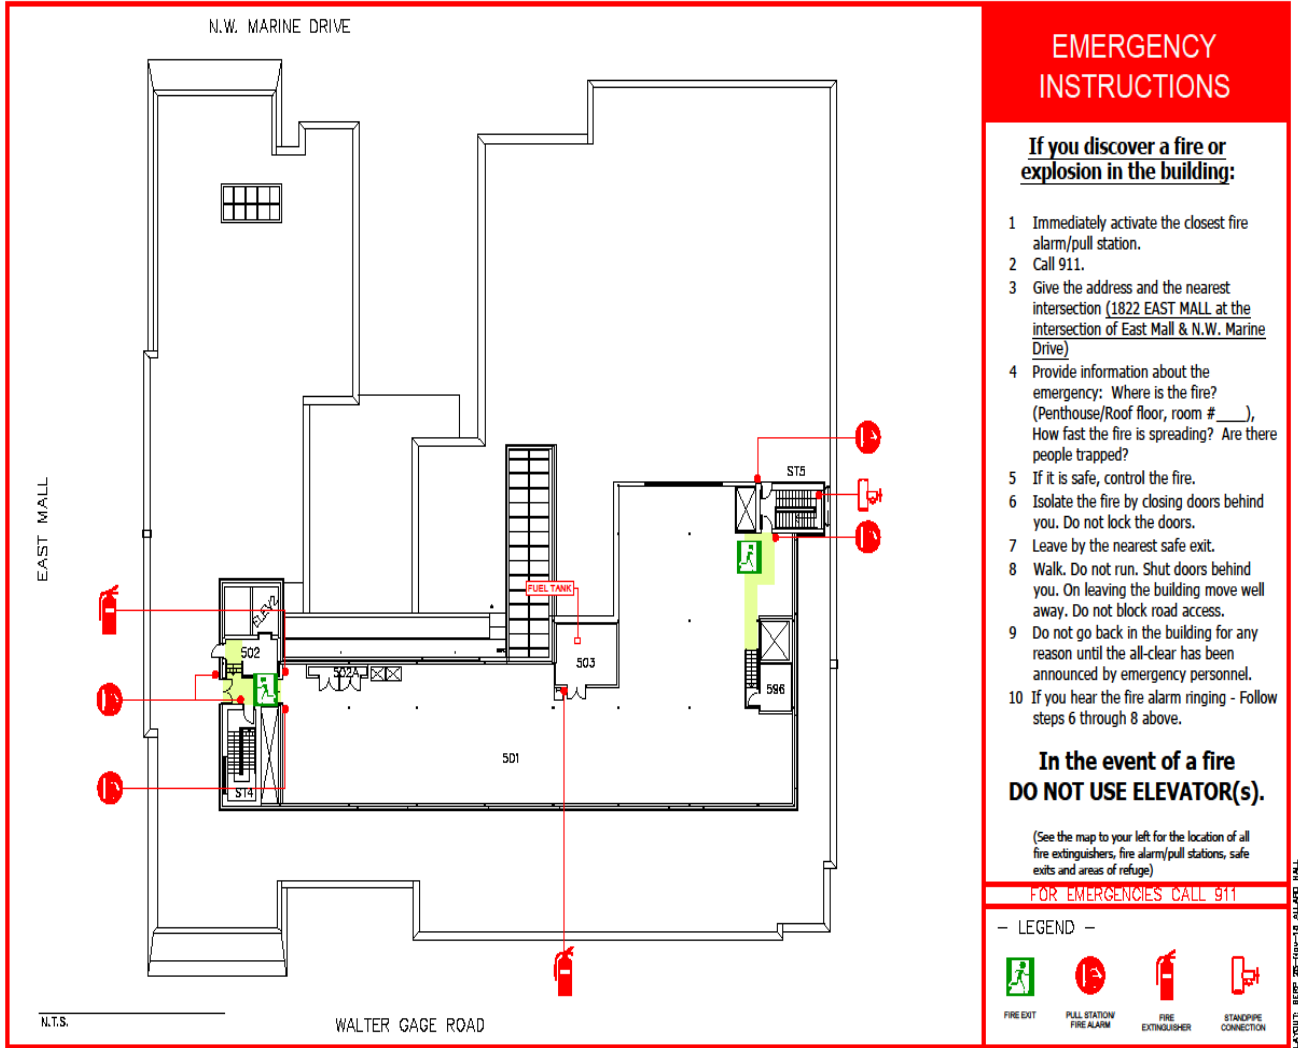 N.W. MARINE DRIVE
EAST MALL
ST5
FUEL TANK
ELEV2
502
502A
503
596
501
ST4
N.T.S.
WALTER GAGE ROAD
EMERGENCY
INSTRUCTIONS
If you discover a fire or
explosion in the building:
1 Immediately activate the closest fire
alarm/pull station.
2 Call 911.
3 Give the address and the nearest
intersection (1822 EAST MALL at the
intersection of East Mall & N.W. Marine
Drive)
4 Provide information about the
emergency: Where is the fire?
(Penthouse/Roof floor, room #____),
How fast the fire is spreading? Are there
people trapped?
5 If it is safe, control the fire.
6 Isolate the fire by closing doors behind
you. Do not lock the doors.
7 Leave by the nearest safe exit.
8 Walk. Do not run. Shut doors behind
you. On leaving the building move well
away. Do not block road access.
9 Do not go back in the building for any
reason until the all-clear has been
announced by emergency personnel.
10 If you hear the fire alarm ringing - Follow
steps 6 through 8 above.
In the event of a fire
DO NOT USE ELEVATOR(s).
(See the map to your left for the location of all
fire extinguishers, fire alarm/pull stations, safe
exits and areas of refuge)
FOR EMERGENCIES CALL 911
- LEGEND -
FIRE EXIT
PULL STATION/
FIRE ALARM
FIRE
EXTINGUISHER
STANDPIPE
CONNECTION
ALLARD HALL